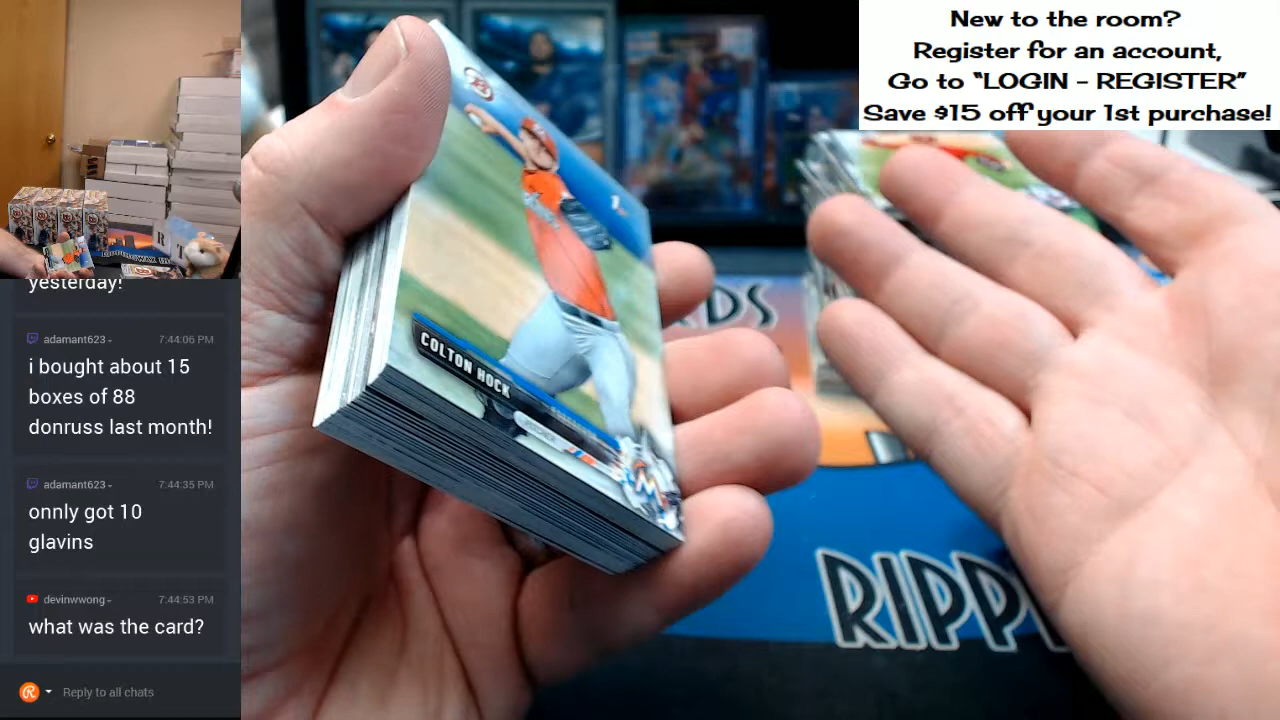 New to the room?
Register for an account,
Go to “LOGIN - REGISTER”
Save $15 off your 1st purchase!
yesterday!
adamant623
7:44:06 PM
i bought about 15
boxes of 88
donruss last month!
adamant623
7:44:35 PM
onnly got 10
glavins
devinwwong
7:44:53 PM
what was the card?
Reply to all chats
COLTON HOCK
PITCHER
RDS
RIPP